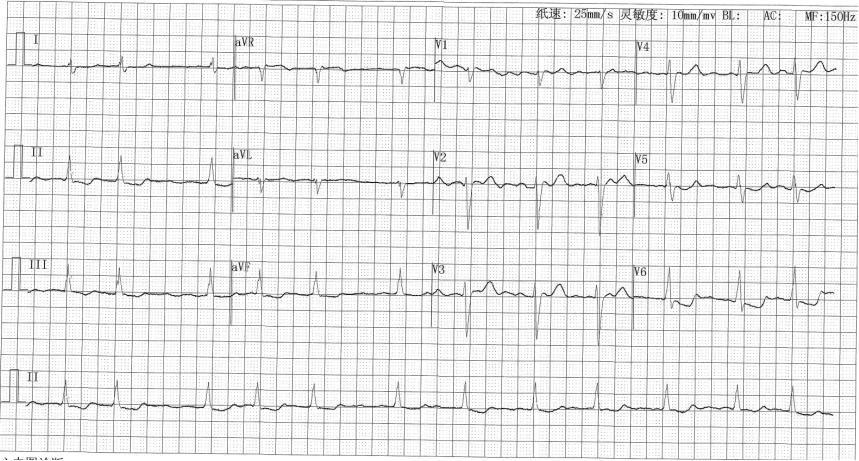 纸速: 25mm/s 灵敏度: 10mm/mv BL: AC: MF:150Hz
I aVR V1 V4
II aVL V2 V5
III aVF V3 V6
II